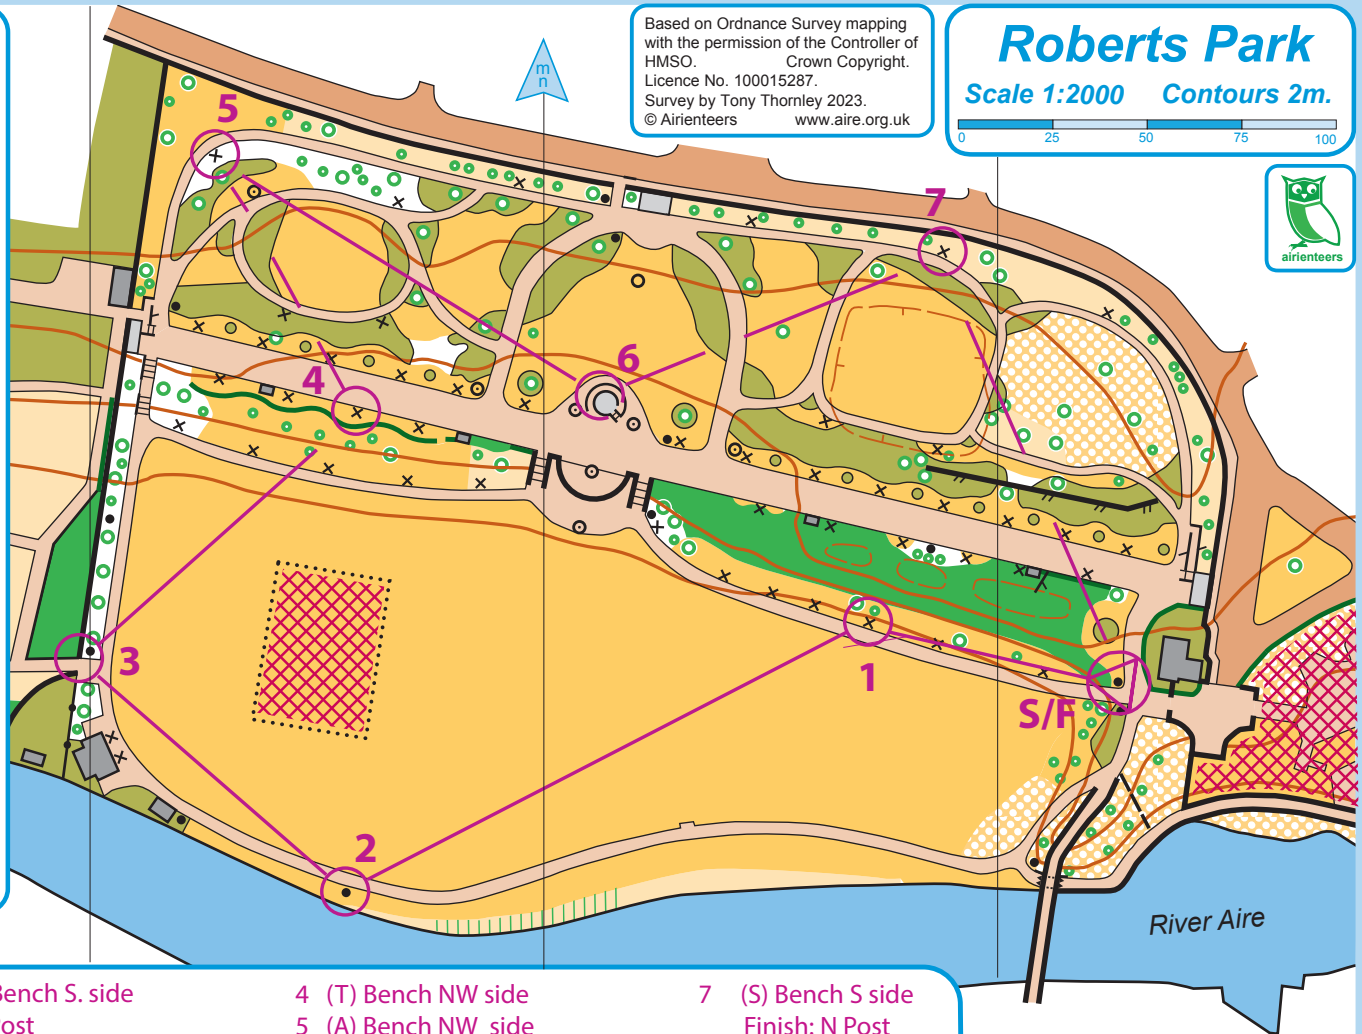 Based on Ordnance Survey mapping
with the permission of the Controller of
HMSO. Crown Copyright.
Licence No. 100015287.
Survey by Tony Thornley 2023.
© Airienteers www.aire.org.uk
Roberts Park
Scale 1:2000 Contours 2m.
0 25 50 75 100
airienteers
m
n
5
7
6
4
3
1
S/F
2
River Aire
Bench S. side
4 (T) Bench NW side
7 (S) Bench S side
ost
5 (A) Bench NW side
Finish: N Post